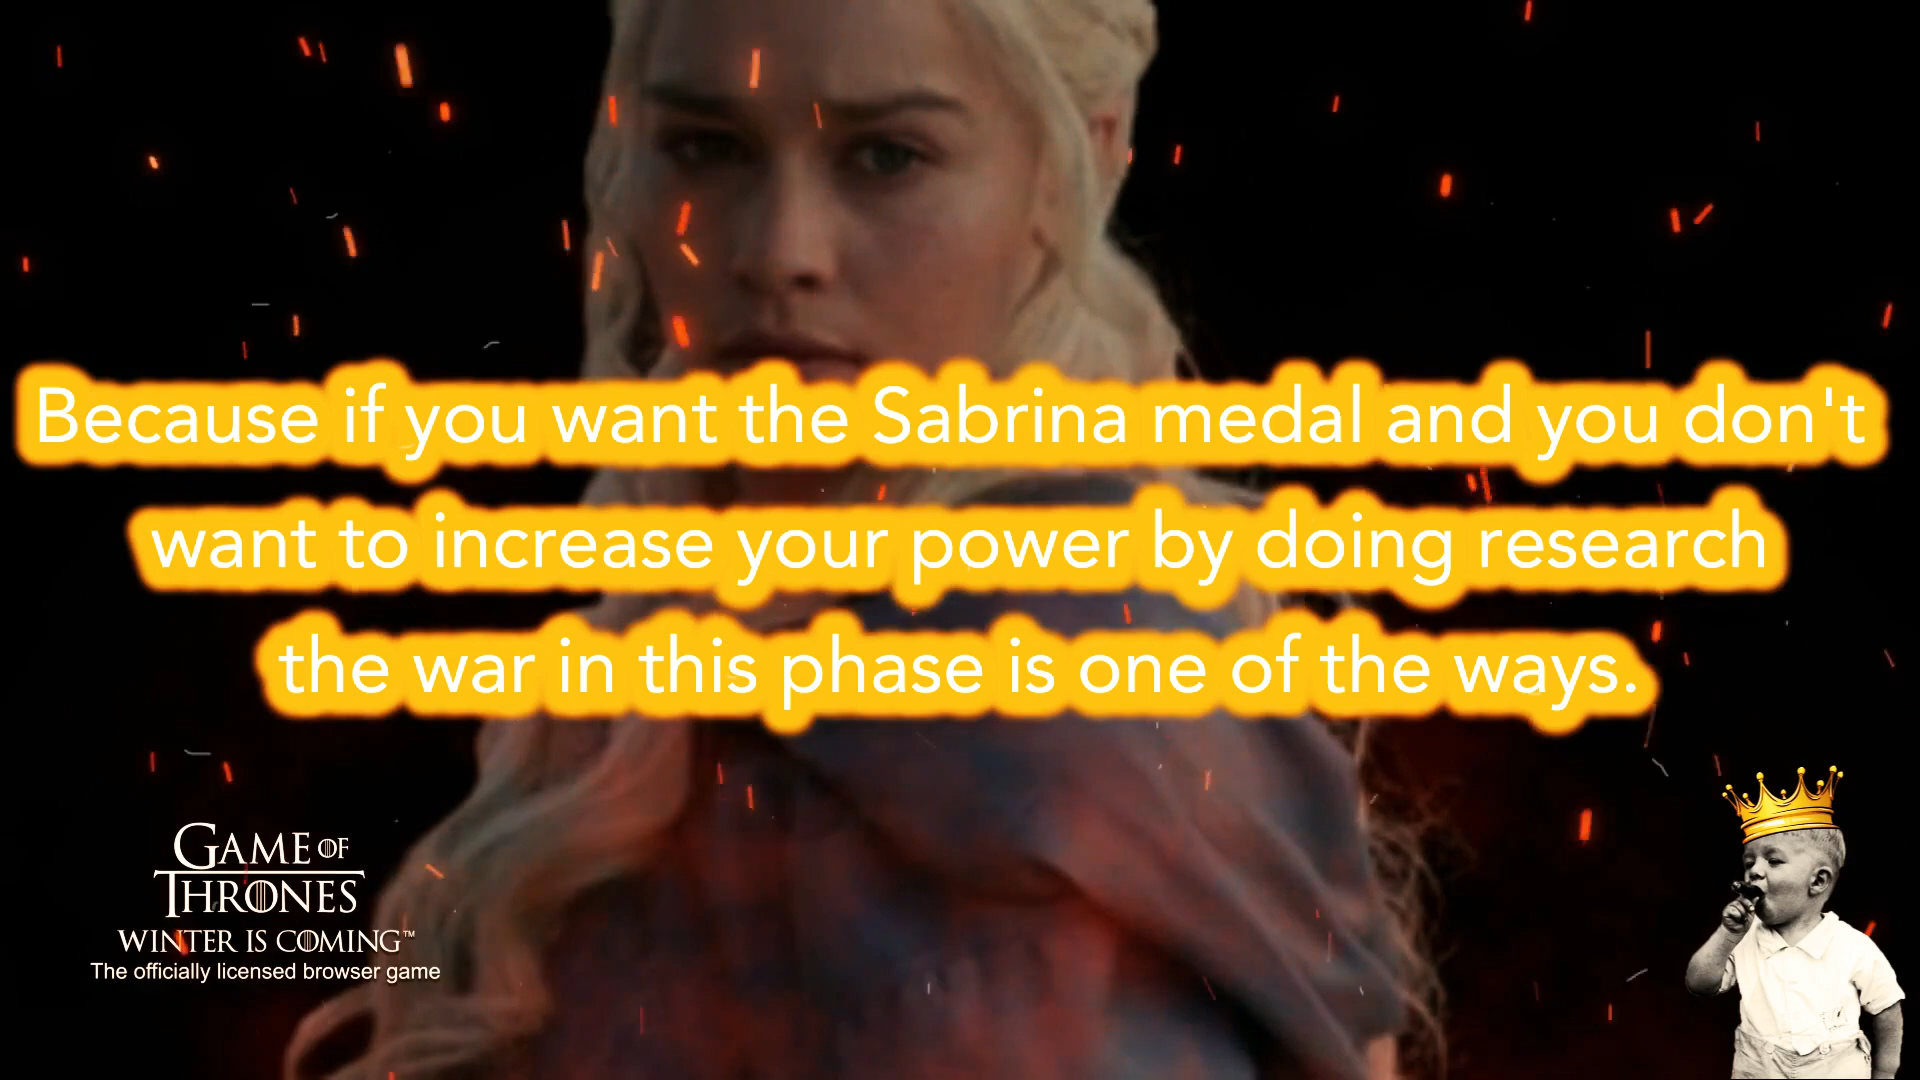 Because if you want the Sabrina medal and you don't
want to increase your power by doing research
the war in this phase is one of the ways.
GAME OF
THRONES
WINTER IS COMING™
The officially licensed browser game